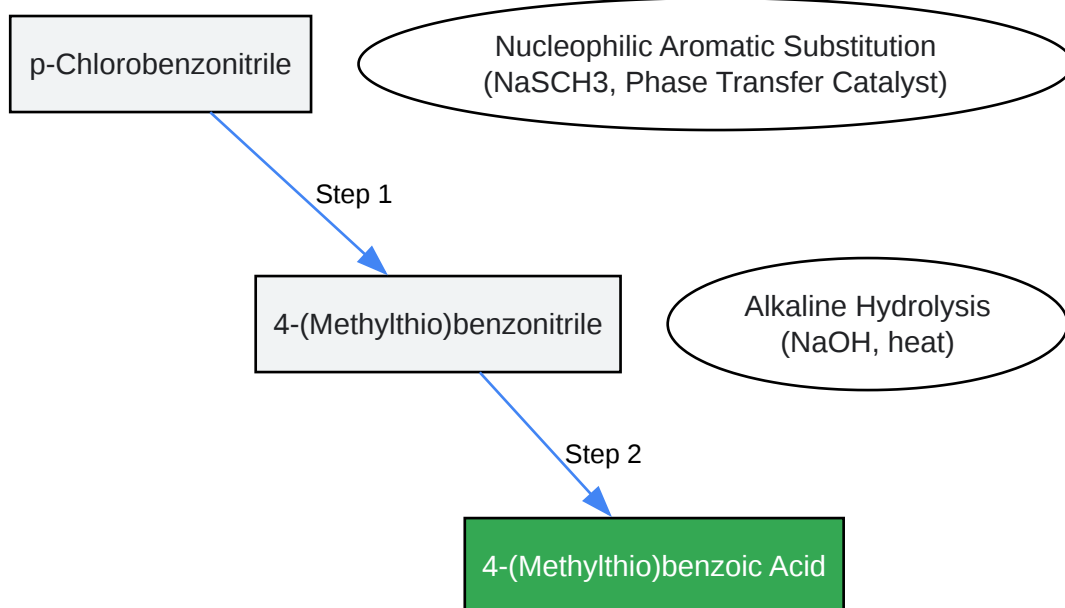 p-Chlorobenzonitrile
Nucleophilic Aromatic Substitution
(NaSCH3, Phase Transfer Catalyst)
Step 1
4-(Methylthio)benzonitrile
Alkaline Hydrolysis
(NaOH, heat)
Step 2
4-(Methylthio)benzoic Acid